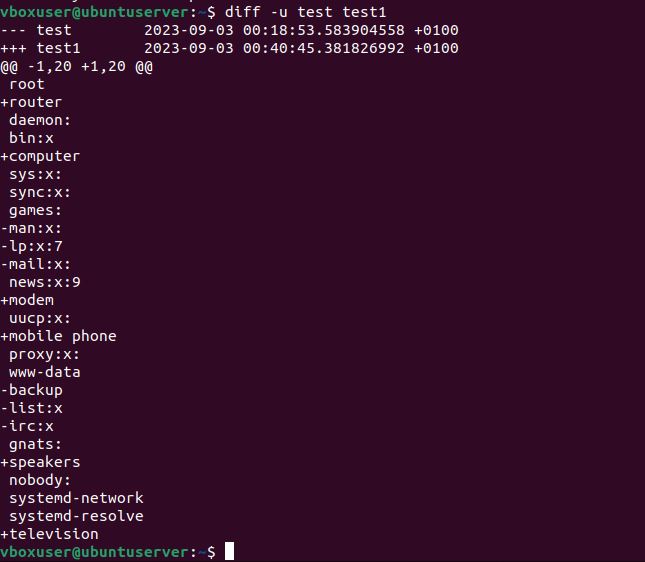 vboxuser@ubuntuserver:~$ diff -u test test1
--- test        2023-09-03 00:18:53.583904558 +0100
+++ test1       2023-09-03 00:40:45.381826992 +0100
@@ -1,20 +1,20 @@
 root
+router
 daemon:
 bin:x
+computer
 sys:x:
 sync:x:
 games:
-man:x:
-lp:x:7
-mail:x:
 news:x:9
+modem
 uucp:x:
+mobile phone
 proxy:x:
 www-data
-backup
-list:x
-irc:x
 gnats:
+speakers
 nobody:
 systemd-network
 systemd-resolve
+television
vboxuser@ubuntuserver:~$